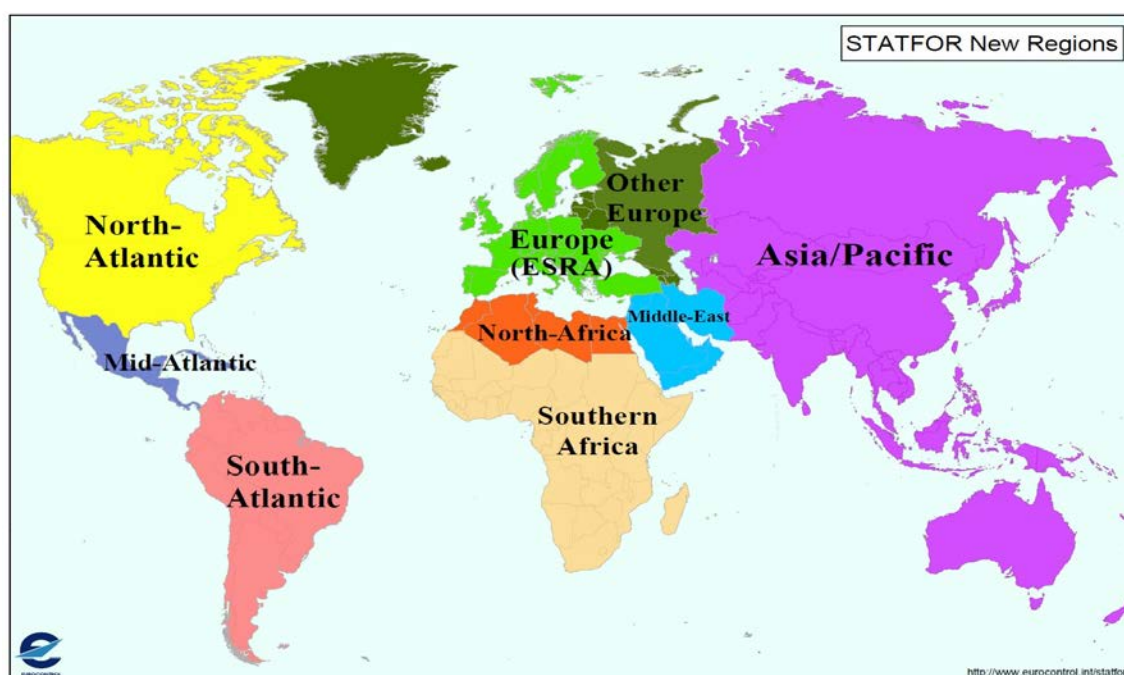 STATFOR New Regions
North-
Atlantic
Other
Europe
Europe
(ESRA)
Asia/Pacific
Middle-East
North-Africa
Mid-Atlantic
Southern
Africa
South-
Atlantic
EUROCONTROL
http://www.eurocontrol.int/statfor